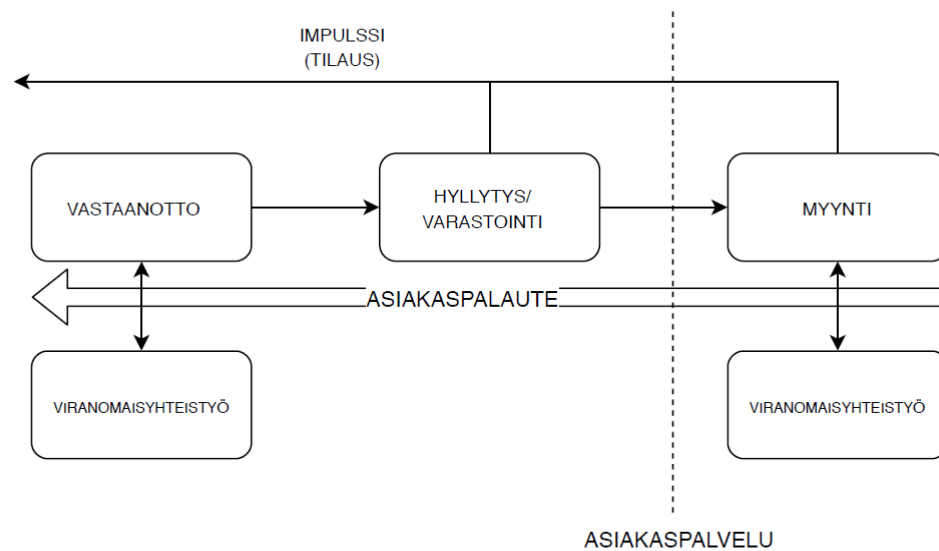 IMPULSSI
(TILAUS)
VASTAANOTTO
HYLLYTYS/
VARASTOINTI
MYYNTI
ASIAKASPALAUTE
VIRANOMAISYHTEISTYÖ
VIRANOMAISYHTEISTYÖ
ASIAKASPALVELU